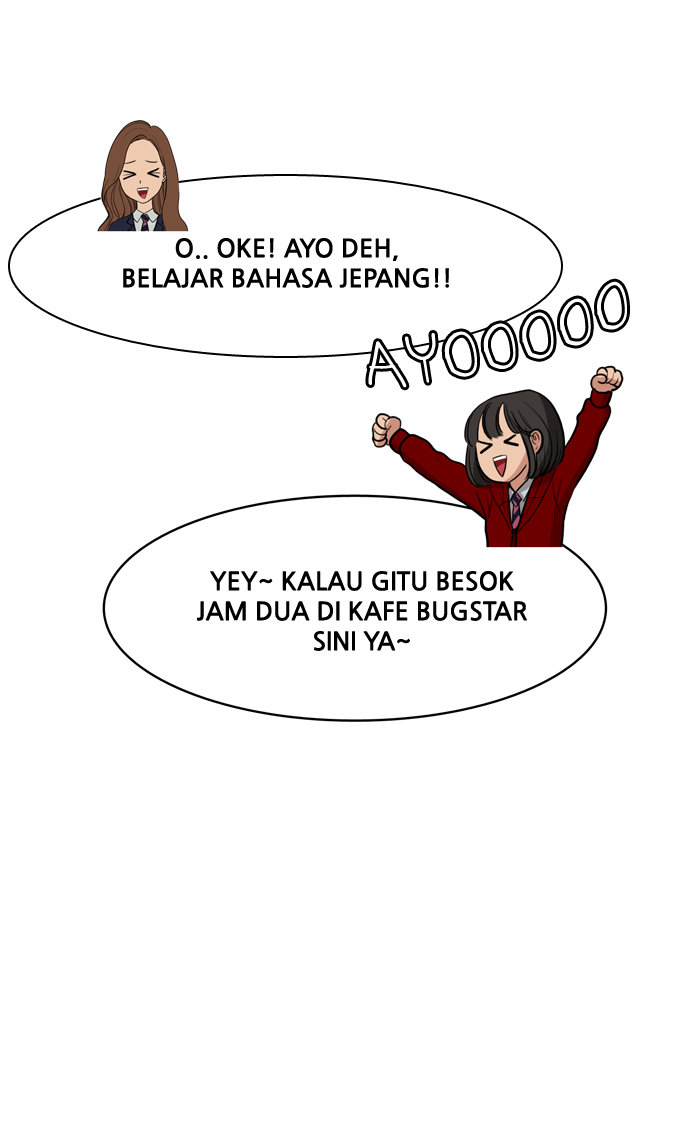 O.. OKE! AYO DEH,
BELAJAR BAHASA JEPANG!!
AYOOOOO
YEY~ KALAU GITU BESOK
JAM DUA DI KAFE BUGSTAR
SINI YA~